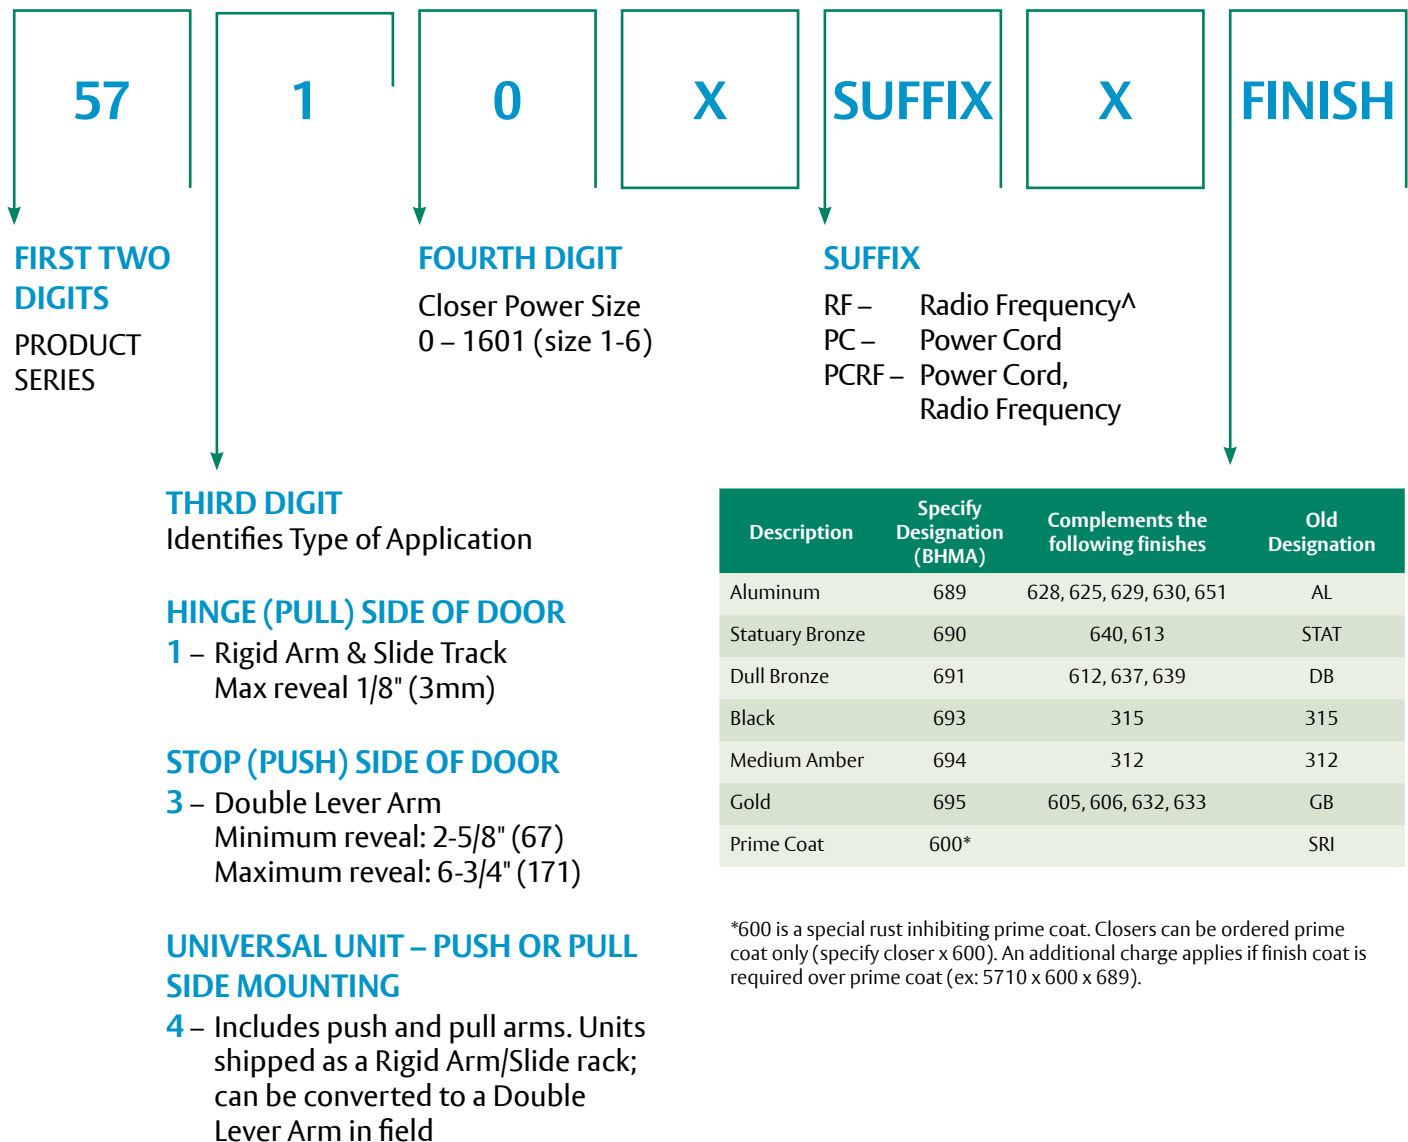 57 1 0 X SUFFIX X FINISH
FIRST TWO
DIGITS
PRODUCT
SERIES
FOURTH DIGIT
Closer Power Size
0 – 1601 (size 1-6)
SUFFIX
RF – Radio Frequency^
PC – Power Cord
PCRF – Power Cord,
Radio Frequency
THIRD DIGIT
Identifies Type of Application
HINGE (PULL) SIDE OF DOOR
1 – Rigid Arm & Slide Track
Max reveal 1/8" (3mm)
STOP (PUSH) SIDE OF DOOR
3 – Double Lever Arm
Minimum reveal: 2-5/8" (67)
Maximum reveal: 6-3/4" (171)
UNIVERSAL UNIT – PUSH OR PULL
SIDE MOUNTING
4 – Includes push and pull arms. Units
shipped as a Rigid Arm/Slide rack;
can be converted to a Double
Lever Arm in field
Description
Specify
Designation
(BHMA)
Complements the
following finishes
Old
Designation
Aluminum 689 628, 625, 629, 630, 651 AL
Statuary Bronze 690 640, 613 STAT
Dull Bronze 691 612, 637, 639 DB
Black 693 315 315
Medium Amber 694 312 312
Gold 695 605, 606, 632, 633 GB
Prime Coat 600* SRI
*600 is a special rust inhibiting prime coat. Closers can be ordered prime
coat only (specify closer x 600). An additional charge applies if finish coat is
required over prime coat (ex: 5710 x 600 x 689).